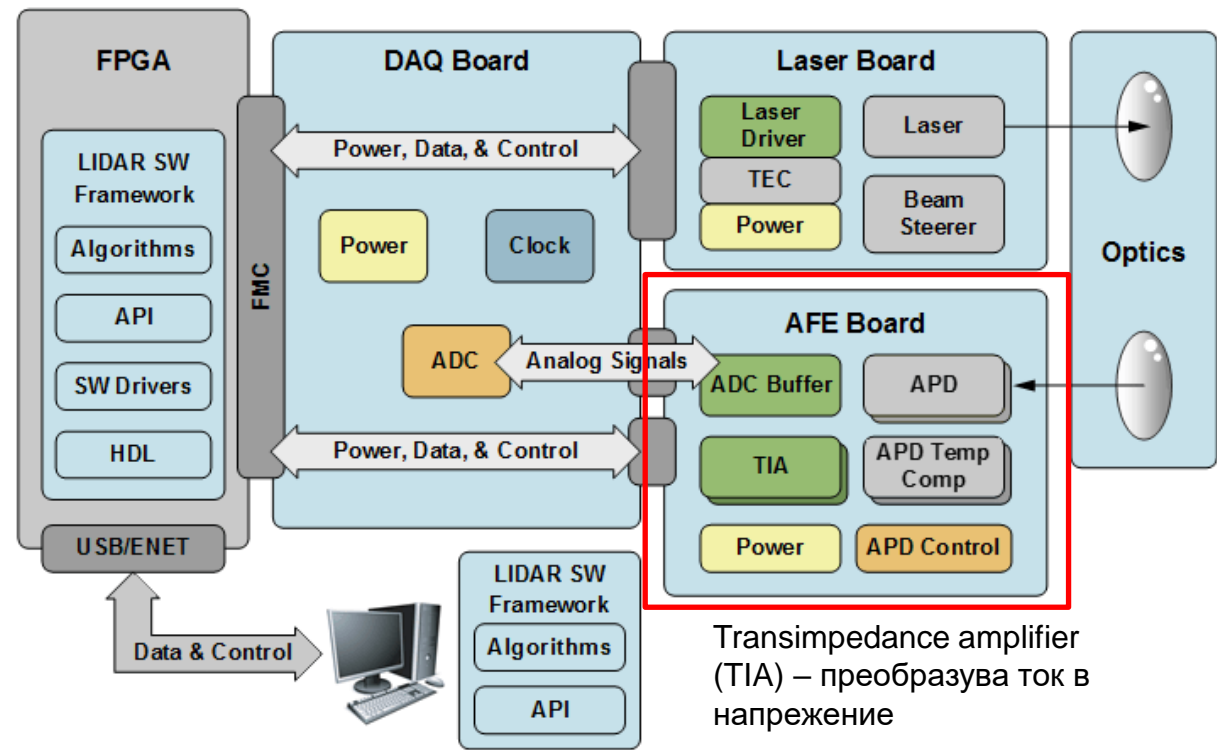 FPGA
LIDAR SW
Framework
Algorithms
API
SW Drivers
HDL
USB/ENET
FMC
DAQ Board
Power, Data, & Control
Power
Clock
ADC
Analog Signals
Power, Data, & Control
Laser Board
Laser
Driver
TEC
Power
Laser
Beam
Steerer
AFE Board
ADC Buffer
APD
TIA
APD Temp
Comp
Power
APD Control
Optics
Data & Control
LIDAR SW
Framework
Algorithms
API
Transimpedance amplifier
(TIA) – преобразува ток в
напрежение